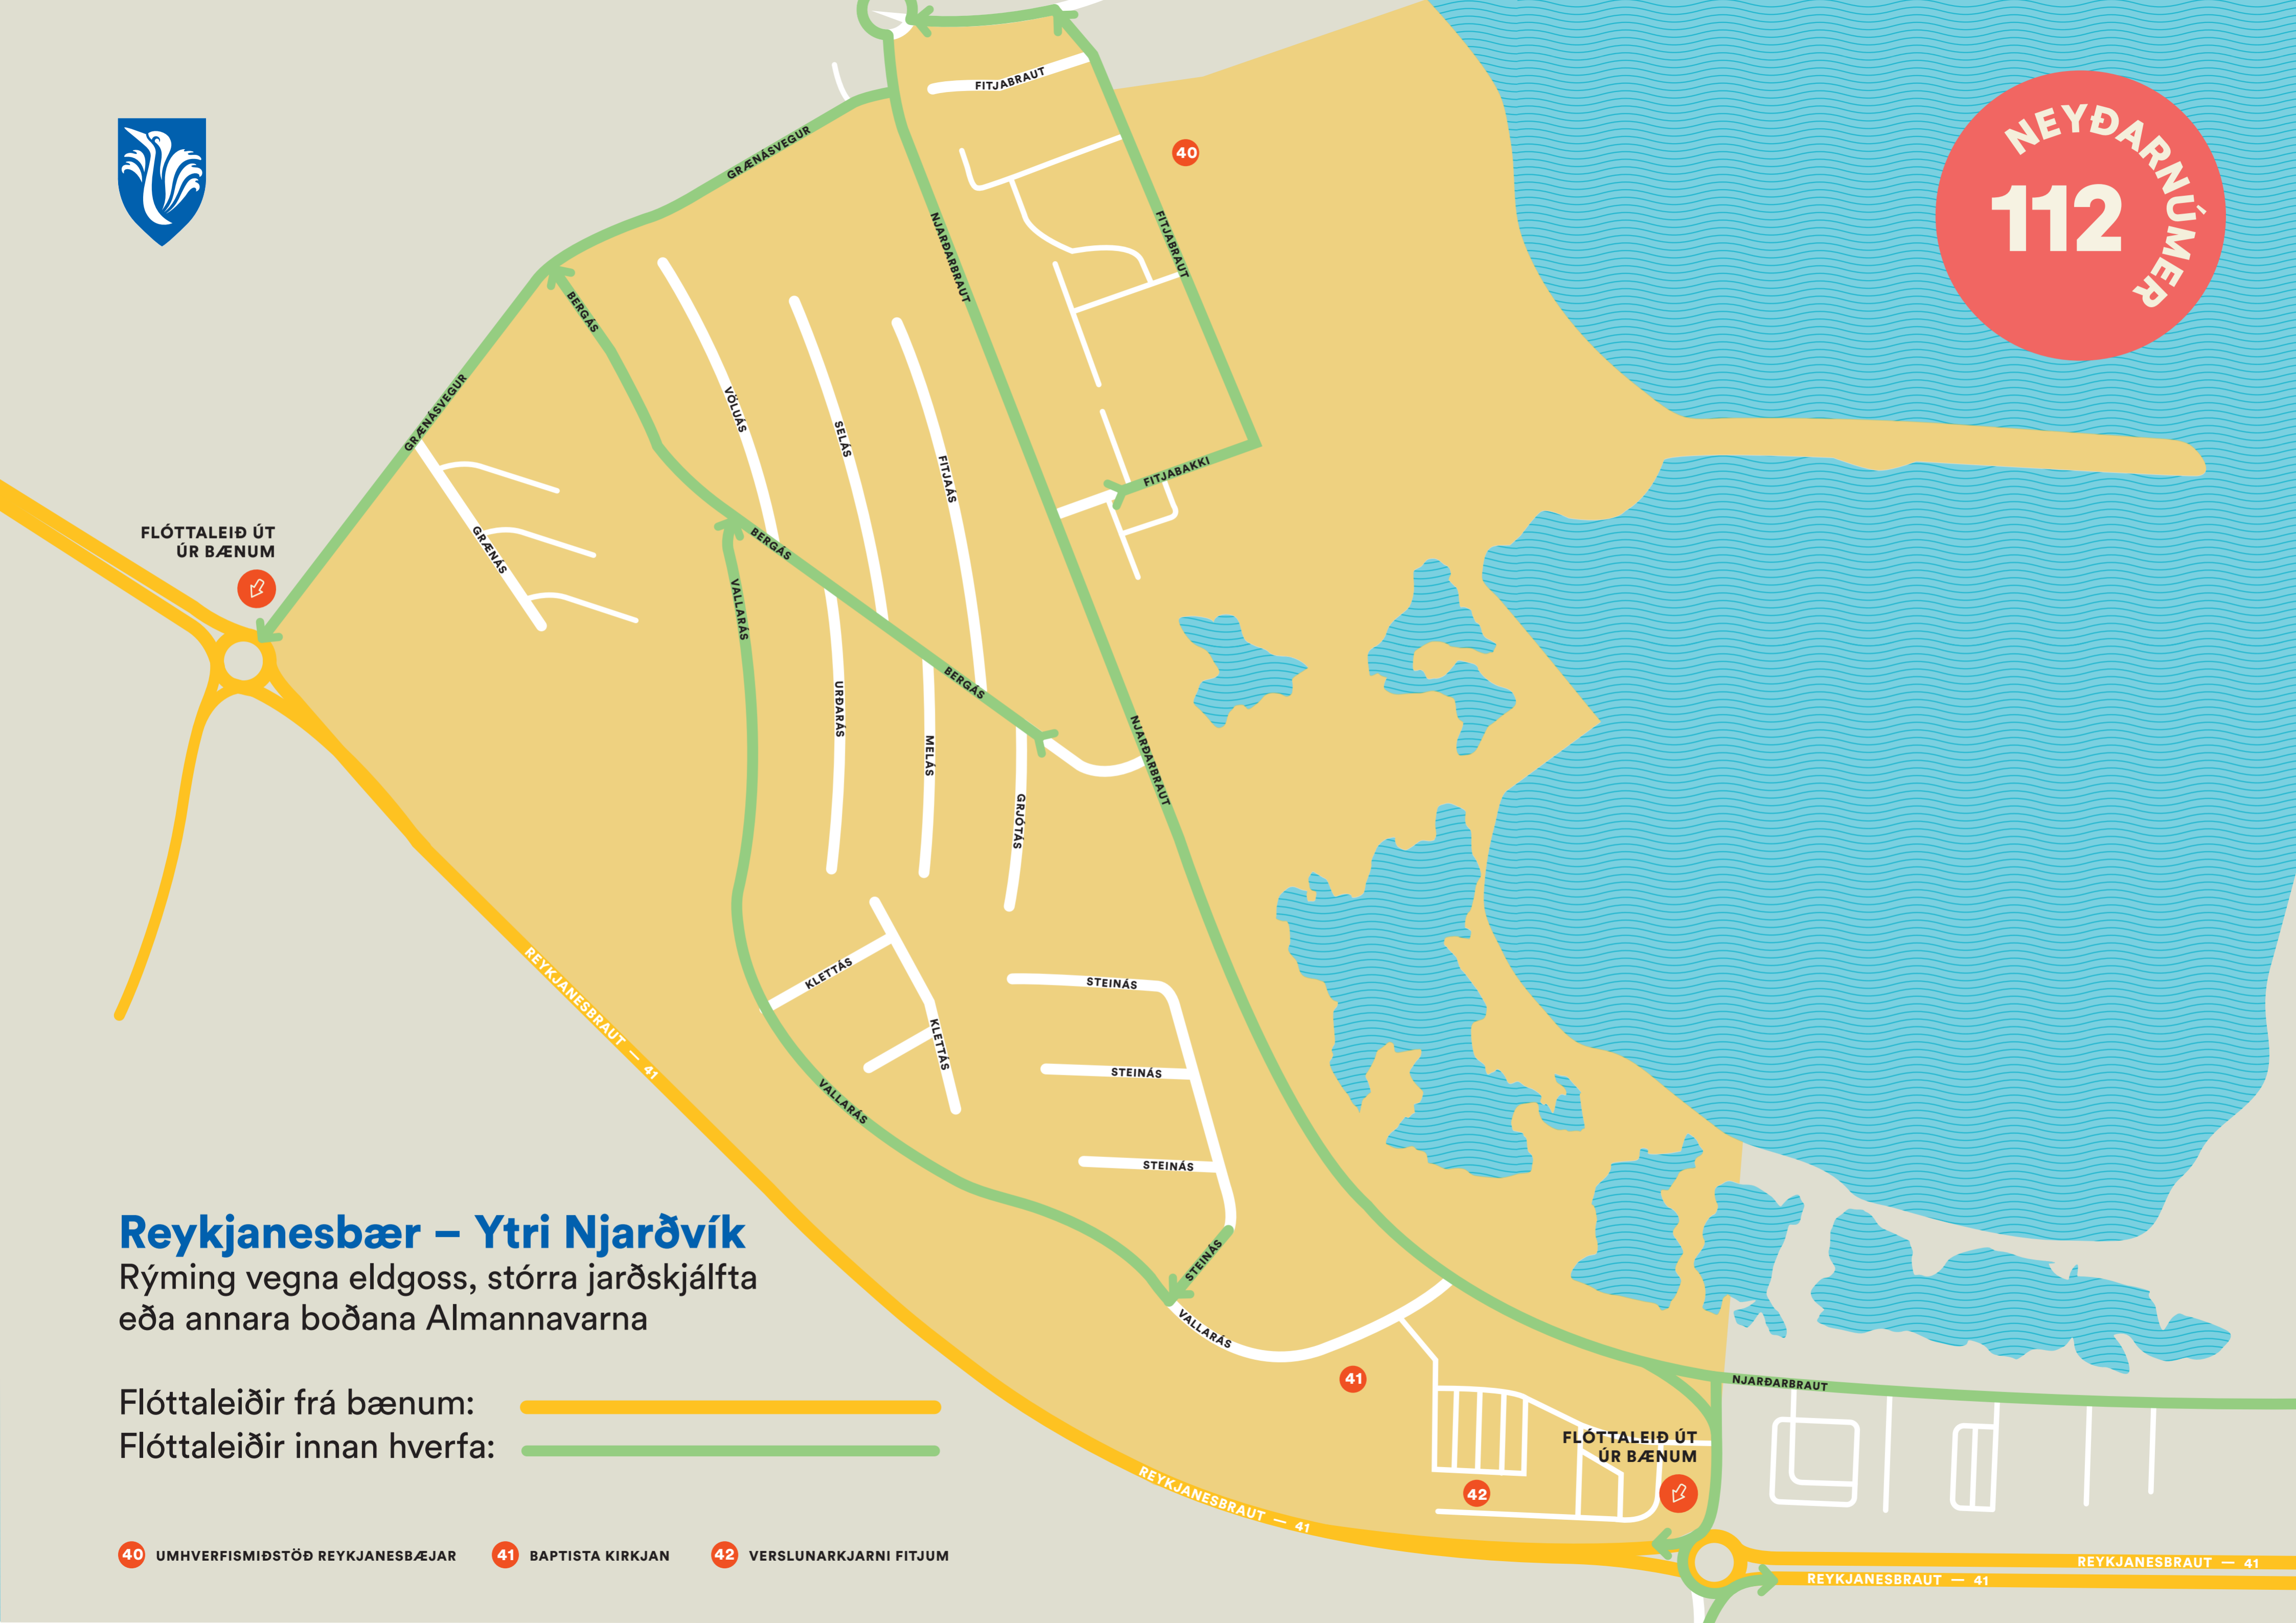 FITJABRAUT
GRÆNÁSVEGUR
40
NEYÐARNÚMER
112
NJARÐARBRAUT
FITJABRAUT
BERGÁS
GRÆNÁSVEGUR
VÖLUÁS
SELÁS
FITJAÁS
FITJABAKKI
FLÓTTALEIÐ ÚT
ÚR BÆNUM
GRÆNÁS
BERGÁS
VALLARÁS
BERGÁS
URÐARÁS
MELÁS
NJARÐARBRAUT
GRJÓTÁS
KLETTÁS
STEINÁS
REYKJANESBRAUT — 41
KLETTÁS
STEINÁS
VALLARÁS
STEINÁS
STEINÁS
VALLARÁS
41
NJARÐARBRAUT
FLÓTTALEIÐ ÚT
ÚR BÆNUM
42
REYKJANESBRAUT — 41
REYKJANESBRAUT — 41
REYKJANESBRAUT — 41
Reykjanesbær – Ytri Njarðvík
Rýming vegna eldgoss, stórra jarðskjálfta
eða annara boðana Almannavarna
Flóttaleiðir frá bænum:
Flóttaleiðir innan hverfa:
40 UMHVERFISMIÐSTÖÐ REYKJANESBÆJAR 41 BAPTISTA KIRKJAN 42 VERSLUNARKJARNI FITJUM